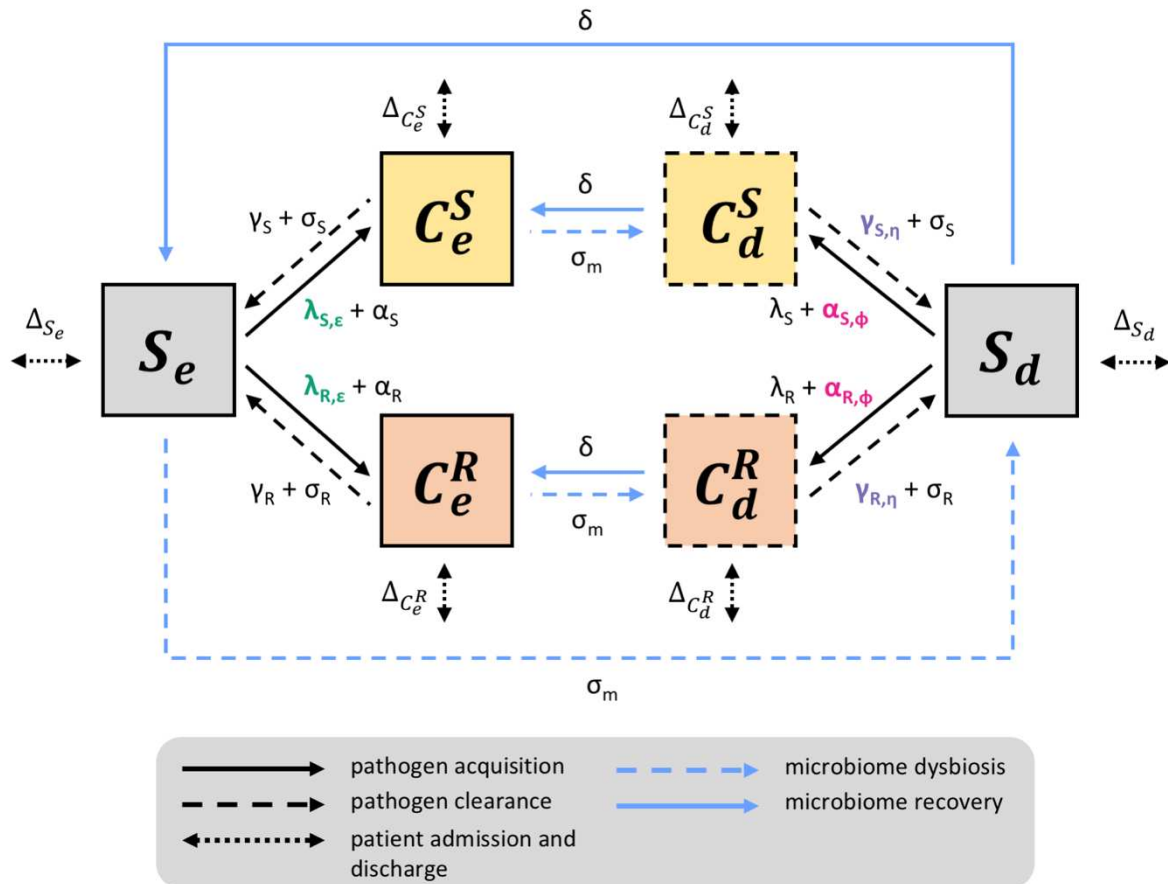 δ
Δ_{C_e^S}
Δ_{C_d^S}
C_e^S
δ
σ_m
C_d^S
γ_S + σ_S
γ_{S,η} + σ_S
λ_{S,ε} + α_S
λ_S + α_{S,ϕ}
Δ_{S_e}
S_e
S_d
Δ_{S_d}
λ_{R,ε} + α_R
λ_R + α_{R,ϕ}
C_e^R
δ
σ_m
C_d^R
γ_R + σ_R
γ_{R,η} + σ_R
Δ_{C_e^R}
Δ_{C_d^R}
σ_m
pathogen acquisition
pathogen clearance
patient admission and
discharge
microbiome dysbiosis
microbiome recovery